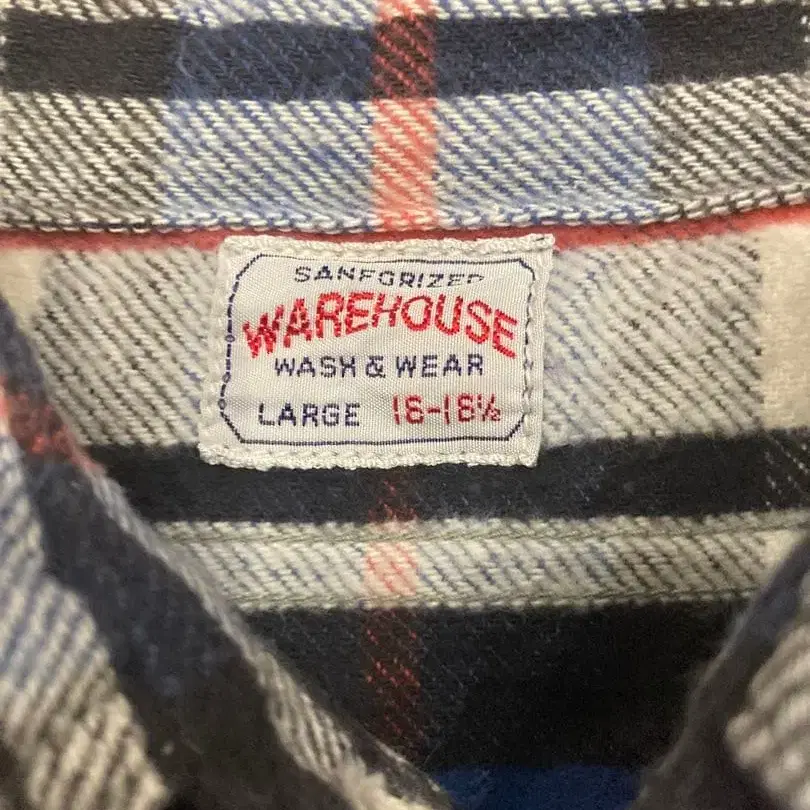 SANFORIZED
WAREHOUSE
WASH & WEAR
LARGE 16-16½